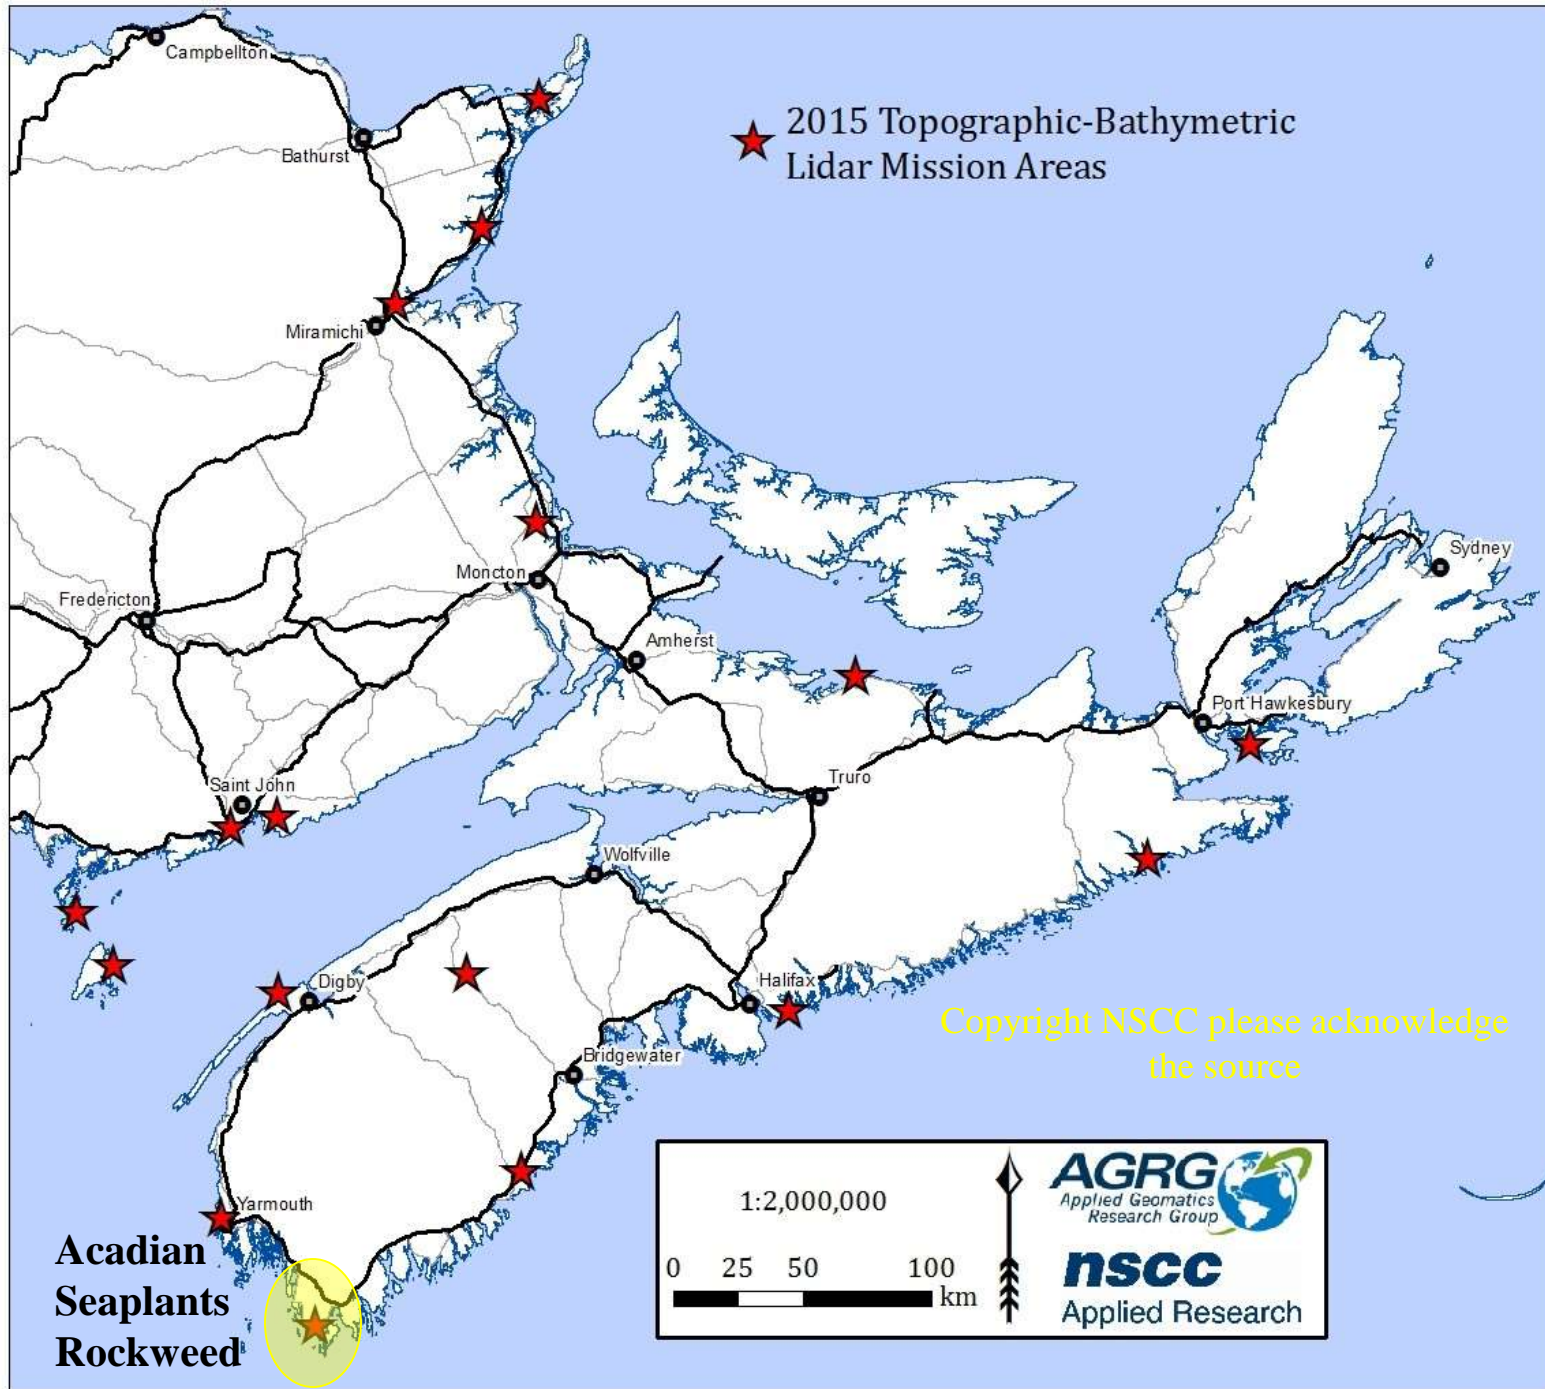 Campbellton
Bathurst
2015 Topographic-Bathymetric
Lidar Mission Areas
Miramichi
Sydney
Moncton
Fredericton
Amherst
Port Hawkesbury
Saint John
Truro
Wolfville
Digby
Halifax
Copyright NSCC please acknowledge
the source
Bridgewater
Yarmouth
Acadian
Seaplants
Rockweed
1:2,000,000
0 25 50 100
km
AGRG
Applied Geomatics
Research Group
nscc
Applied Research